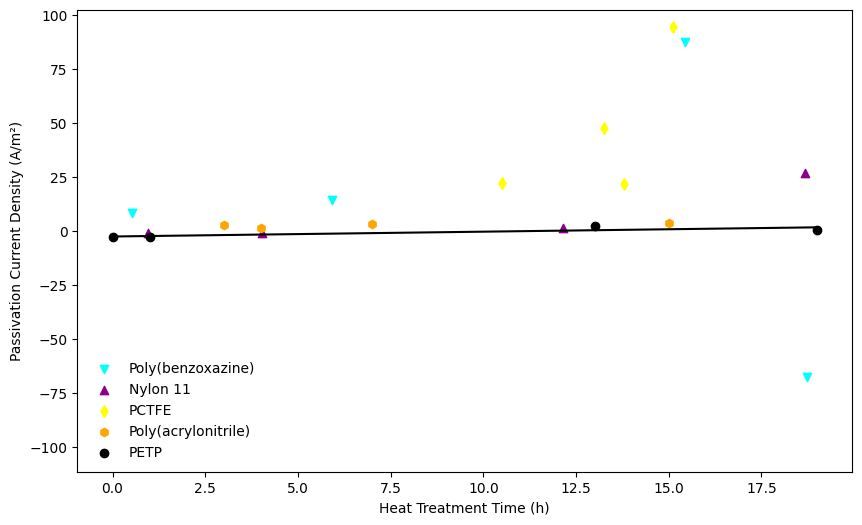 100
75
50
25
0
−25
−50
−75
−100
Passivation Current Density (A/m²)
Poly(benzoxazine)
Nylon 11
PCTFE
Poly(acrylonitrile)
PETP
0.0 2.5 5.0 7.5 10.0 12.5 15.0 17.5
Heat Treatment Time (h)